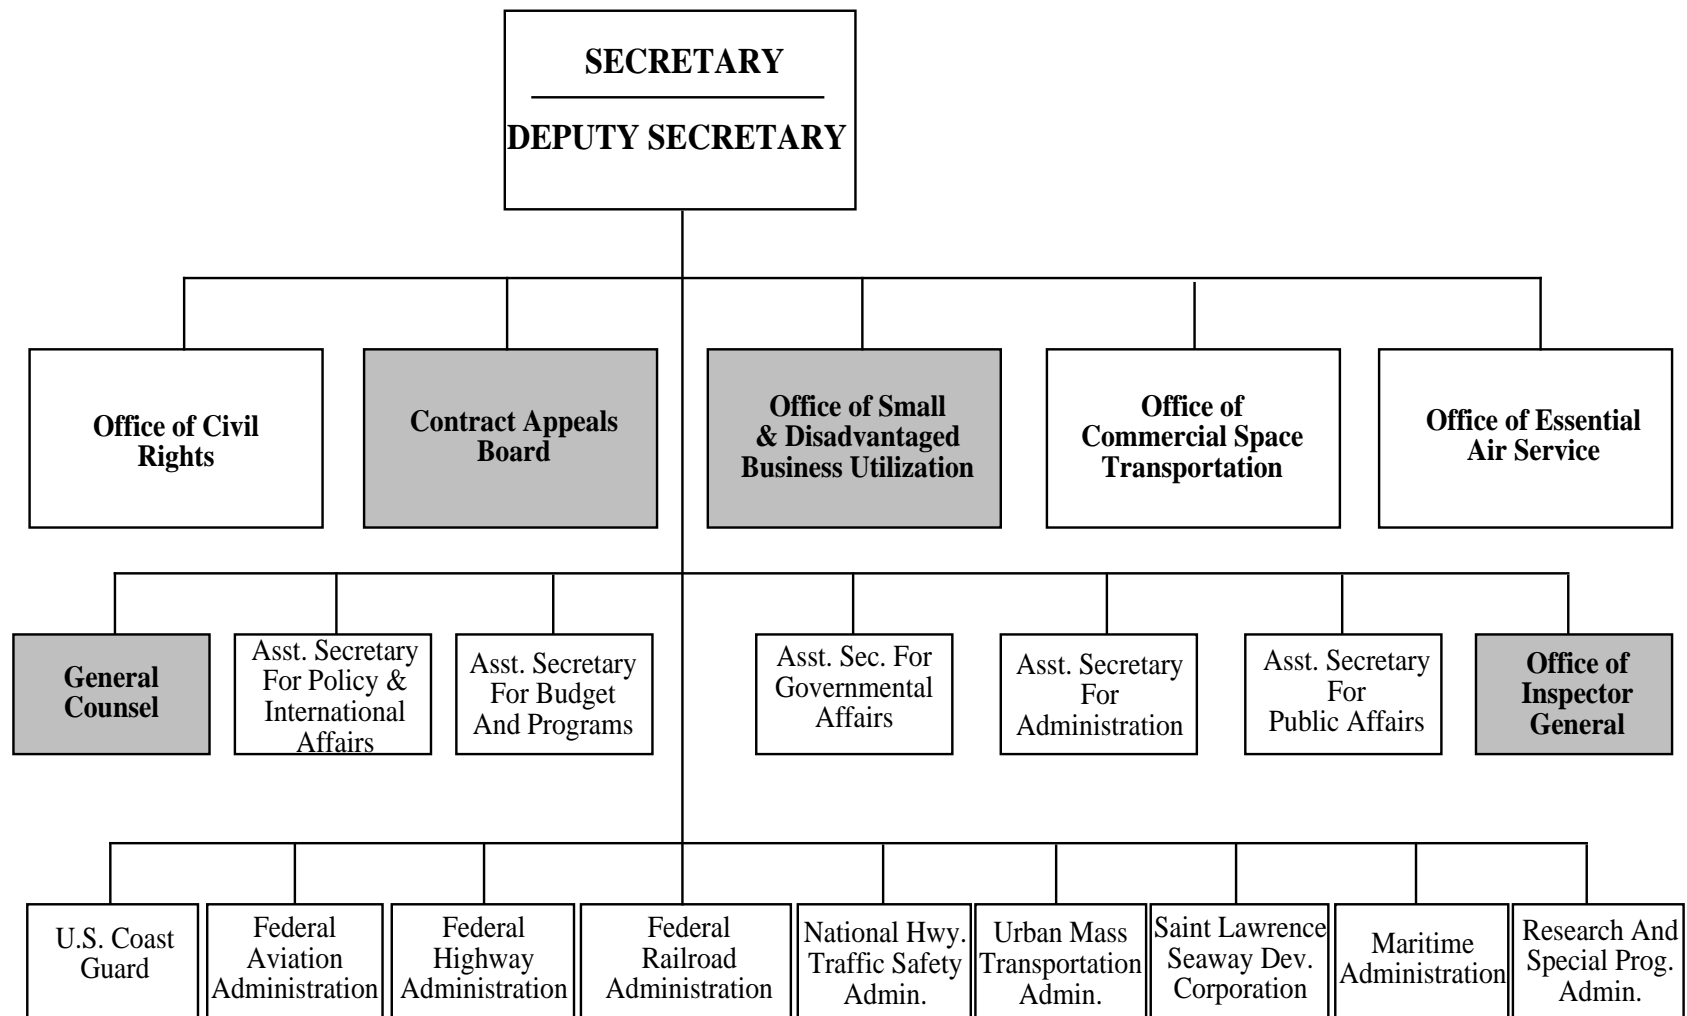 SECRETARY
DEPUTY SECRETARY
Office of Civil
Rights
Contract Appeals
Board
Office of Small
& Disadvantaged
Business Utilization
Office of
Commercial Space
Transportation
Office of Essential
Air Service
General
Counsel
Asst. Secretary
For Policy &
International
Affairs
Asst. Secretary
For Budget
And Programs
Asst. Sec. For
Governmental
Affairs
Asst. Secretary
For
Administration
Asst. Secretary
For
Public Affairs
Office of
Inspector
General
U.S. Coast
Guard
Federal
Aviation
Administration
Federal
Highway
Administration
Federal
Railroad
Administration
National Hwy.
Traffic Safety
Admin.
Urban Mass
Transportation
Admin.
Saint Lawrence
Seaway Dev.
Corporation
Maritime
Administration
Research And
Special Prog.
Admin.